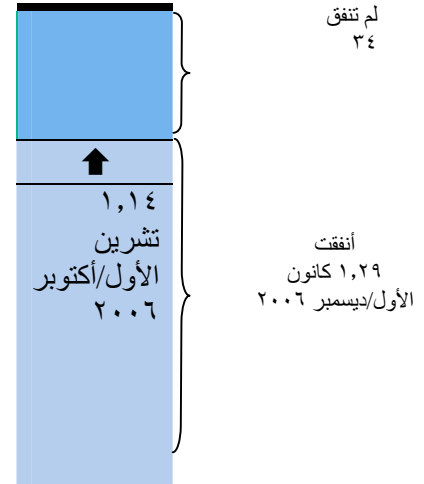 لم تنفق
٣٤
١,١٤
تشرين
الأول/أكتوبر
٢٠٠٦
أنفقت
١,٢٩ كانون
الأول/ديسمبر ٢٠٠٦